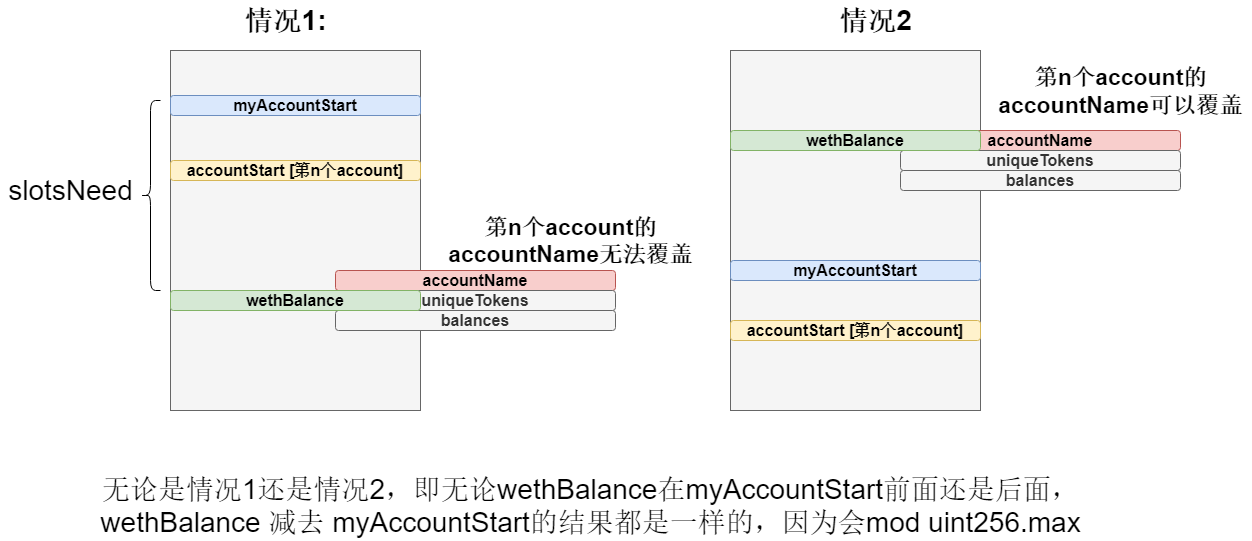 情况1:
myAccountStart
accountStart [第n个account]
slotsNeed
第n个account的
accountName无法覆盖
accountName
wethBalance
uniqueTokens
balances
情况2
第n个account的
accountName可以覆盖
wethBalance
accountName
uniqueTokens
balances
myAccountStart
accountStart [第n个account]
无论是情况1还是情况2，即无论wethBalance在myAccountStart前面还是后面，
wethBalance 减去 myAccountStart的结果都是一样的，因为会mod uint256.max